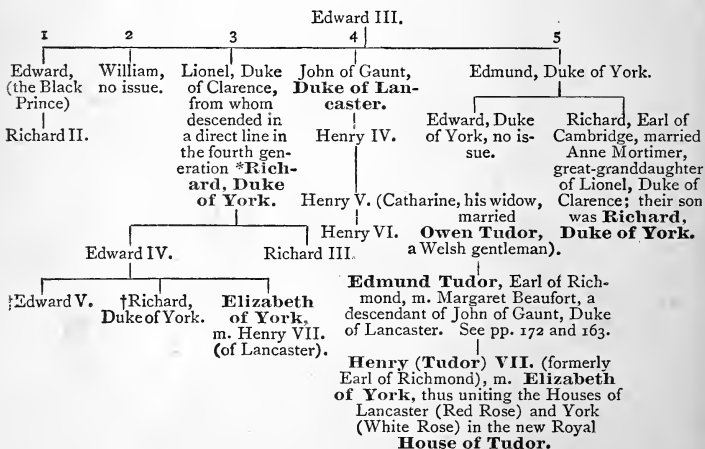 Edward III.
1 2 3 4 5
Edward,
(the Black
Prince)
Richard II.
William,
no issue.
Lionel, Duke
of Clarence,
from whom
descended in
a direct line in
the fourth gen-
eration *Rich-
ard, Duke
of York.
John of Gaunt,
Duke of Lan-
caster.
Henry IV.
Henry V. (Catharine, his widow,
married
Henry VI. Owen Tudor,
a Welsh gentleman).
Edmund, Duke of York.
Edward, Duke
of York, no is-
sue.
Richard, Earl of
Cambridge, married
Anne Mortimer,
great-granddaughter
of Lionel, Duke of
Clarence; their son
was Richard,
Duke of York.
Edward IV.
Richard III.
†Edward V.
†Richard,
Duke of York.
Elizabeth
of York,
m. Henry VII.
(of Lancaster).
Edmund Tudor, Earl of Rich-
mond, m. Margaret Beaufort, a
descendant of John of Gaunt, Duke
of Lancaster. See pp. 172 and 163.
Henry (Tudor) VII. (formerly
Earl of Richmond), m. Elizabeth
of York, thus uniting the Houses of
Lancaster (Red Rose) and York
(White Rose) in the new Royal
House of Tudor.